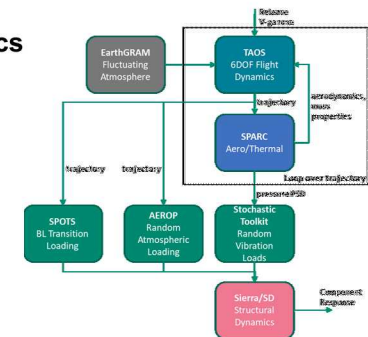 cs
Release
V-gamma
EarthGRAM
Fluctuating
Atmosphere
TAOS
6DOF Flight
Dynamics
aerodynamics,
mass
properties
trajectory
SPARC
Aero/Thermal
Loop over trajectory
trajectory
trajectory
pressure PSD
SPOTS
BL Transition
Loading
AEROP
Random
Atmospheric
Loading
Stochastic
Toolkit
Random
Vibration
Loads
Sierra/SD
Structural
Dynamics
Component
Response